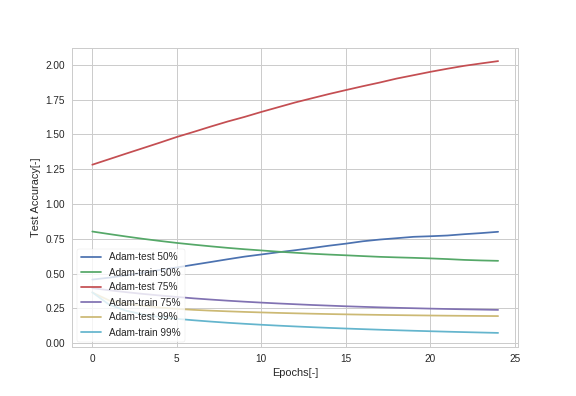 2.00
1.75
1.50
1.25
1.00
0.75
0.50
0.25
0.00
Test Accuracy[-]
Adam-test 50%
Adam-train 50%
Adam-test 75%
Adam-train 75%
Adam-test 99%
Adam-train 99%
0 5 10 15 20 25
Epochs[-]